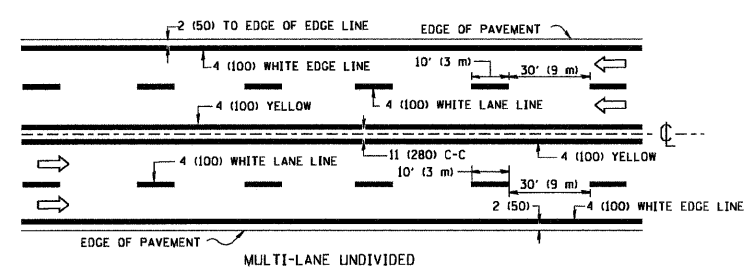 2 (50) TO EDGE OF EDGE LINE
EDGE OF PAVEMENT
4 (100) WHITE EDGE LINE
10' (3 m)
30' (9 m)
4 (100) YELLOW
4 (100) WHITE LANE LINE
CL
4 (100) WHITE LANE LINE
11 (280) C-C
4 (100) YELLOW
10' (3 m)
30' (9 m)
2 (50)
4 (100) WHITE EDGE LINE
EDGE OF PAVEMENT
MULTI-LANE UNDIVIDED